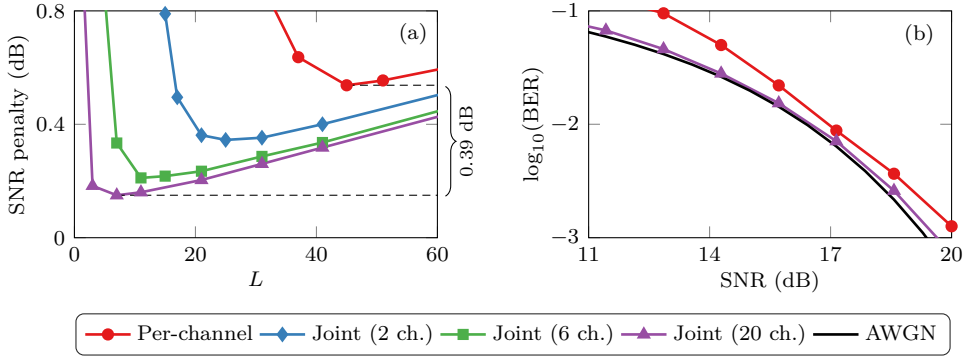 (a)
SNR penalty (dB)
0.8
0.4
0
0 20 40 60
L
0.39 dB
(b)
log10(BER)
−1
−2
−3
11 14 17 20
SNR (dB)
Per-channel Joint (2 ch.) Joint (6 ch.) Joint (20 ch.) AWGN